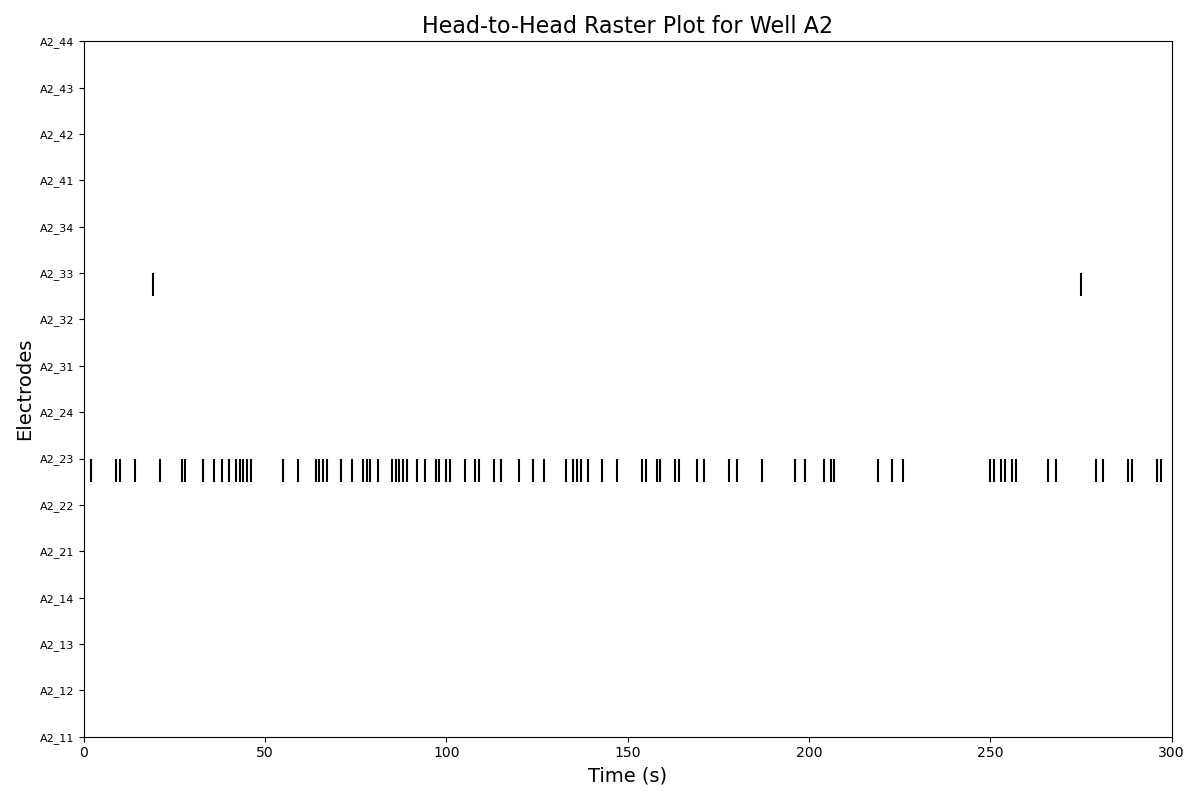 Head-to-Head Raster Plot for Well A2
A2_44
A2_43
A2_42
A2_41
A2_34
A2_33
A2_32
A2_31
A2_24
A2_23
A2_22
A2_21
A2_14
A2_13
A2_12
A2_11
Electrodes
0 50 100 150 200 250 300
Time (s)